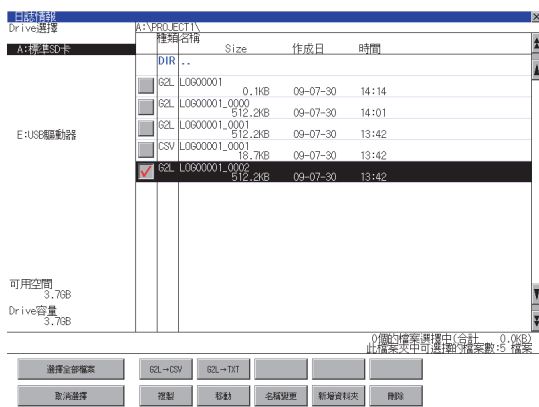 日誌情報
Drive選擇
A:\PROJECT1\
A:標準SD卡
種類 名稱
Size 作成日 時間
DIR ..
G2L LOG00001
0.1KB 09-07-30 14:14
G2L LOG00001_0000
512.2KB 09-07-30 14:01
G2L LOG00001_0001
512.2KB 09-07-30 13:42
CSV LOG00001_0001
18.7KB 09-07-30 13:42
G2L LOG00001_0002
512.2KB 09-07-30 13:42
E:USB驅動器
可用空間
3.7GB
Drive容量
3.7GB
0個的檔案選擇中(合計 0.0KB)
此檔案夾中可選擇的檔案數:5 檔案
選擇全部檔案 G2L→CSV G2L→TXT
取消選擇 複製 移動 名稱變更 新增資料夾 刪除